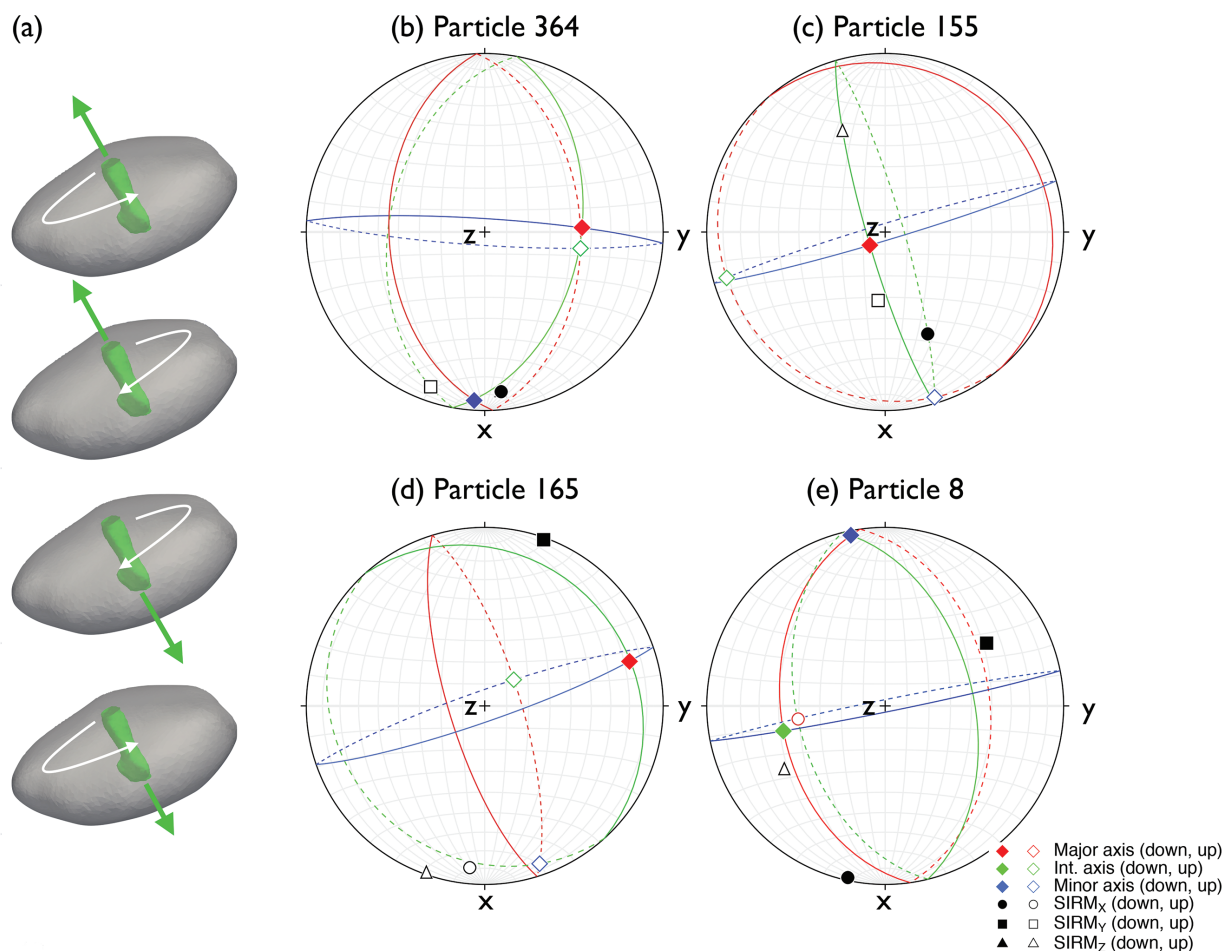 (a)
(b) Particle 364
(c) Particle 155
z
y
x
z
y
x
(d) Particle 165
(e) Particle 8
z
y
x
z
y
x
Major axis (down, up)
Int. axis (down, up)
Minor axis (down, up)
SIRMX (down, up)
SIRMY (down, up)
SIRMZ (down, up)